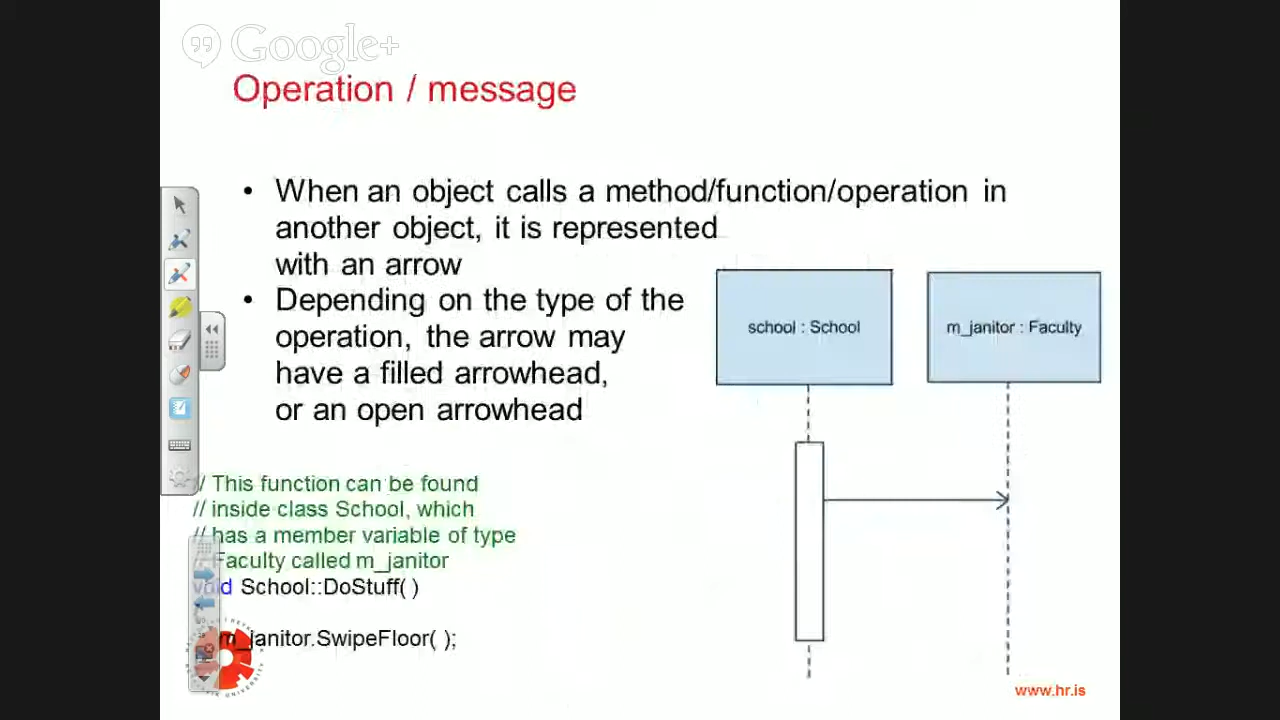 Google+
Operation / message
• When an object calls a method/function/operation in
another object, it is represented
with an arrow
• Depending on the type of the
operation, the arrow may
have a filled arrowhead,
or an open arrowhead
school : School
m_janitor : Faculty
// This function can be found
// inside class School, which
// has a member variable of type
// Faculty called m_janitor
void School::DoStuff( )
m_janitor.SwipeFloor( );
www.hr.is